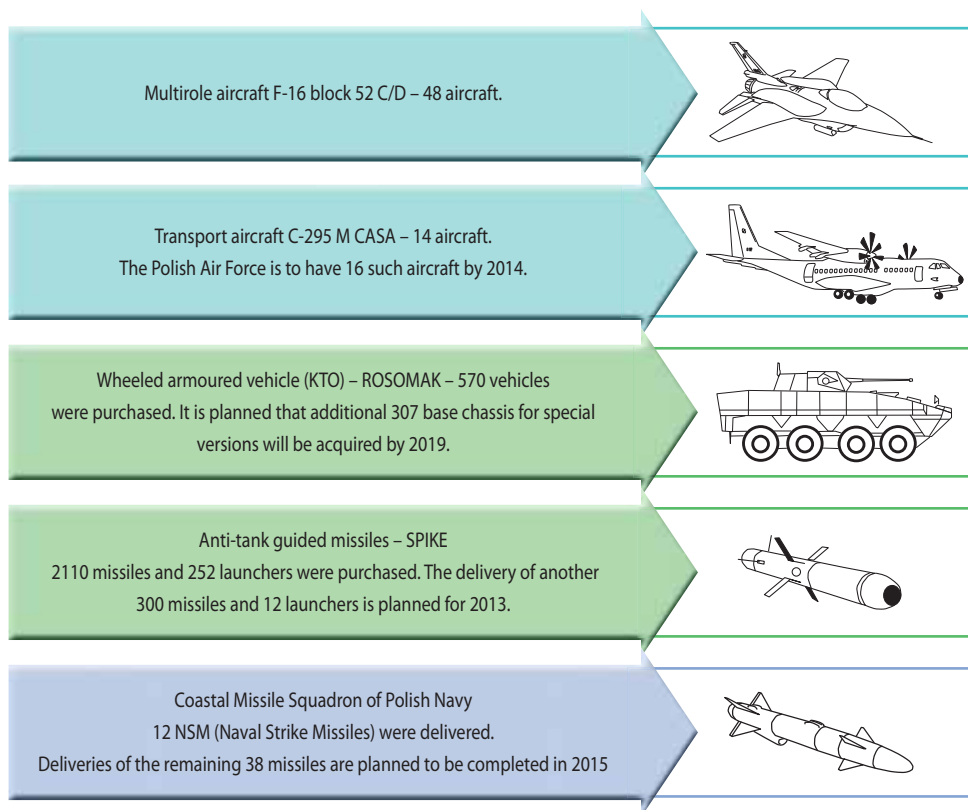 Multirole aircraft F-16 block 52 C/D – 48 aircraft.
Transport aircraft C-295 M CASA – 14 aircraft.
The Polish Air Force is to have 16 such aircraft by 2014.
Wheeled armoured vehicle (KTO) – ROSOMAK – 570 vehicles
were purchased. It is planned that additional 307 base chassis for special
versions will be acquired by 2019.
Anti-tank guided missiles – SPIKE
2110 missiles and 252 launchers were purchased. The delivery of another
300 missiles and 12 launchers is planned for 2013.
Coastal Missile Squadron of Polish Navy
12 NSM (Naval Strike Missiles) were delivered.
Deliveries of the remaining 38 missiles are planned to be completed in 2015